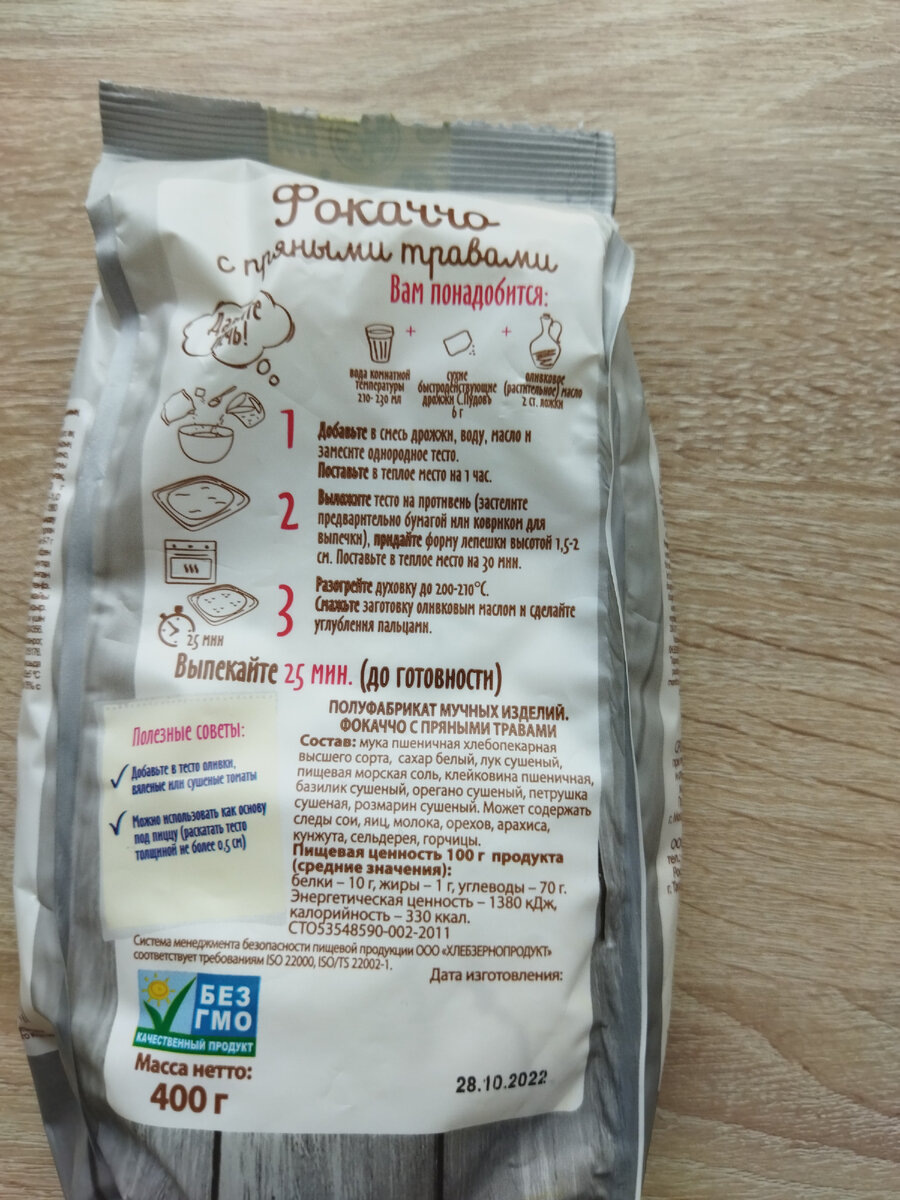 Фокаччо
с пряными травами
Вам понадобится:
+
+
вода комнатной
температуры
210-230 мл
сухие
быстродействующие
дрожжи С.Пудовъ
6 г
оливковое
(растительное) масло
2 ст. ложки
1
Добавьте в смесь дрожжи, воду, масло и
замесите однородное тесто.
Поставьте в теплое место на 1 час.
2
Выложите тесто на противень (застелите
предварительно бумагой или ковриком для
выпечки), придайте форму лепешки высотой 1,5-2
см. Поставьте в теплое место на 30 мин.
3
Разогрейте духовку до 200-210°C.
Смажьте заготовку оливковым маслом и сделайте
углубления пальцами.
25 мин
Выпекайте 25 мин. (до готовности)
Полезные советы:
Добавьте в тесто оливки,
вяленые или сушеные томаты
Можно использовать как основу
под пиццу (раскатать тесто
толщиной не более 0,5 см)
ПОЛУФАБРИКАТ МУЧНЫХ ИЗДЕЛИЙ.
ФОКАЧЧО С ПРЯНЫМИ ТРАВАМИ
Состав: мука пшеничная хлебопекарная
высшего сорта, сахар белый, лук сушеный,
пищевая морская соль, клейковина пшеничная,
базилик сушеный, орегано сушеный, петрушка
сушеная, розмарин сушеный. Может содержать
следы сои, яиц, молока, орехов, арахиса,
кунжута, сельдерея, горчицы.
Пищевая ценность 100 г продукта
(средние значения):
белки – 10 г, жиры – 1 г, углеводы – 70 г.
Энергетическая ценность – 1380 кДж,
калорийность – 330 ккал.
СТО53548590-002-2011
Система менеджмента безопасности пищевой продукции ООО «ХЛЕБЗЕРНОПРОДУКТ»
соответствует требованиям ISO 22000, ISO/TS 22002-1.
Дата изготовления:
БЕЗ
ГМО
КАЧЕСТВЕННЫЙ ПРОДУКТ
Масса нетто:
400 г
28.10.2022